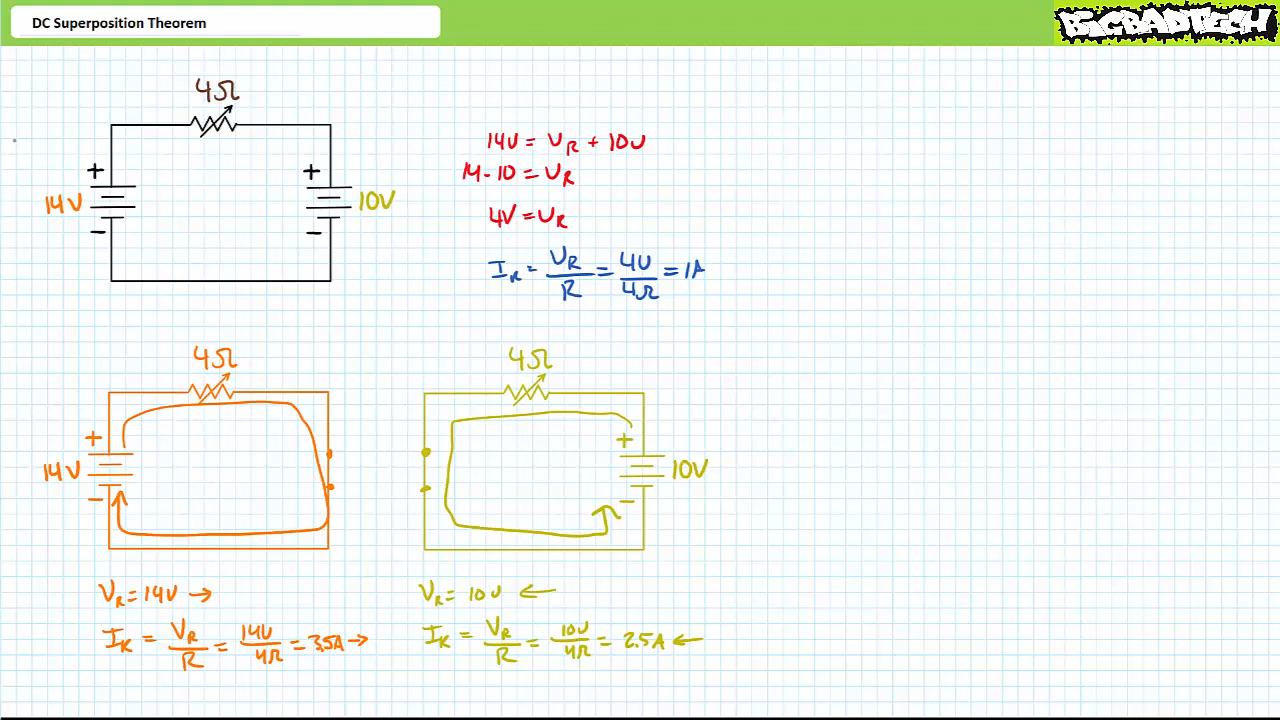 DC Superposition Theorem
BIGBADTECH
4Ω
+
+
14V
10V
-
-
14V = VR + 10V
14 - 10 = VR
4V = VR
IR = VR/R = 4V/4Ω = 1A
4Ω
+
14V
-
VR = 14V →
IR = VR/R = 14V/4Ω = 3.5A →
4Ω
+
10V
-
VR = 10V ←
IR = VR/R = 10V/4Ω = 2.5A ←